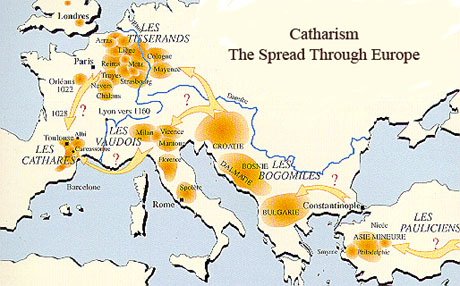 Catharism
The Spread Through Europe
Londres
LES
TISSERANDS
Arras
Liège
Cologne
Paris
Reims
Metz
Mayence
Orléans
1022
Troyes
Strasbourg
Nevers
Chalons
1028
?
Lyon vers 1160
?
Danube
LES
VAUDOIS
Milan
Vicence
Mantoue
CROATIE
Toulouse
Albi
Carcassonne
LES
CATHARES
?
Florence
Barcelone
Rome
Spolète
DALMATIE
BOSNIE
LES
BOGOMILES
BULGARIE
?
Constantinople
Nicée
LES
PAULICIENS
ASIE MINEURE
?
Smyrne
Philadelphie